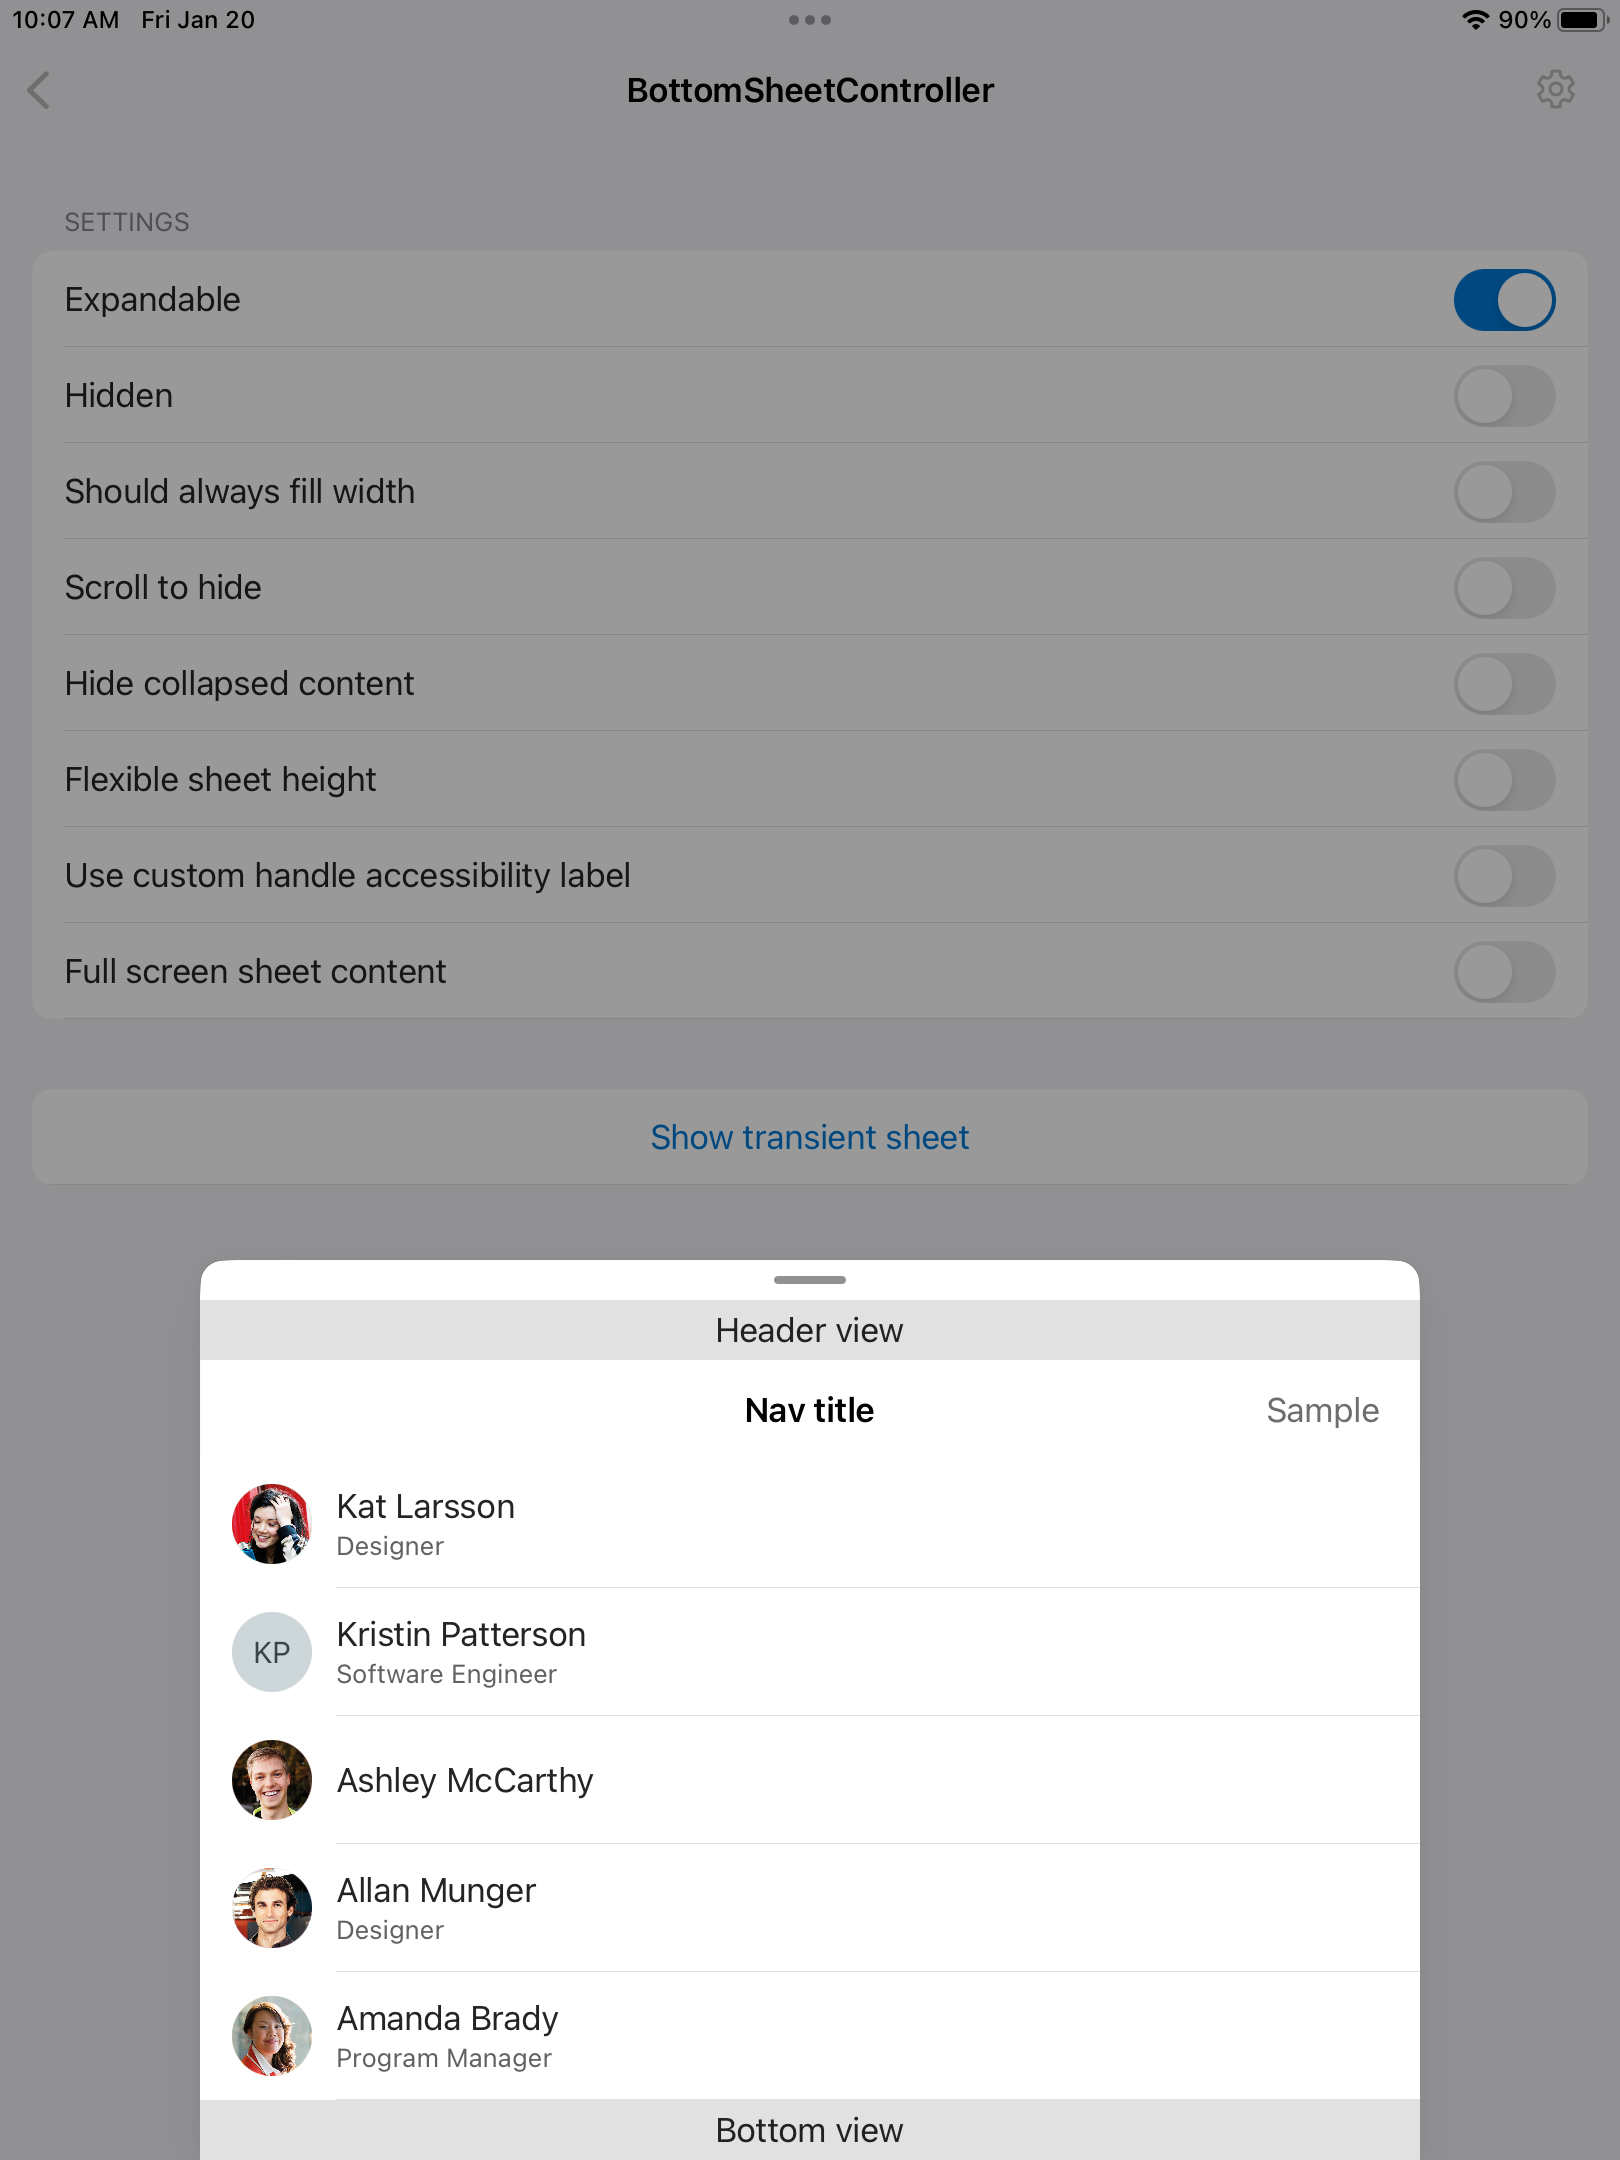 10:07 AM Fri Jan 20
90%
BottomSheetController
SETTINGS
Expandable
Hidden
Should always fill width
Scroll to hide
Hide collapsed content
Flexible sheet height
Use custom handle accessibility label
Full screen sheet content
Show transient sheet
Header view
Nav title
Sample
Kat Larsson
Designer
KP
Kristin Patterson
Software Engineer
Ashley McCarthy
Allan Munger
Designer
Amanda Brady
Program Manager
Bottom view